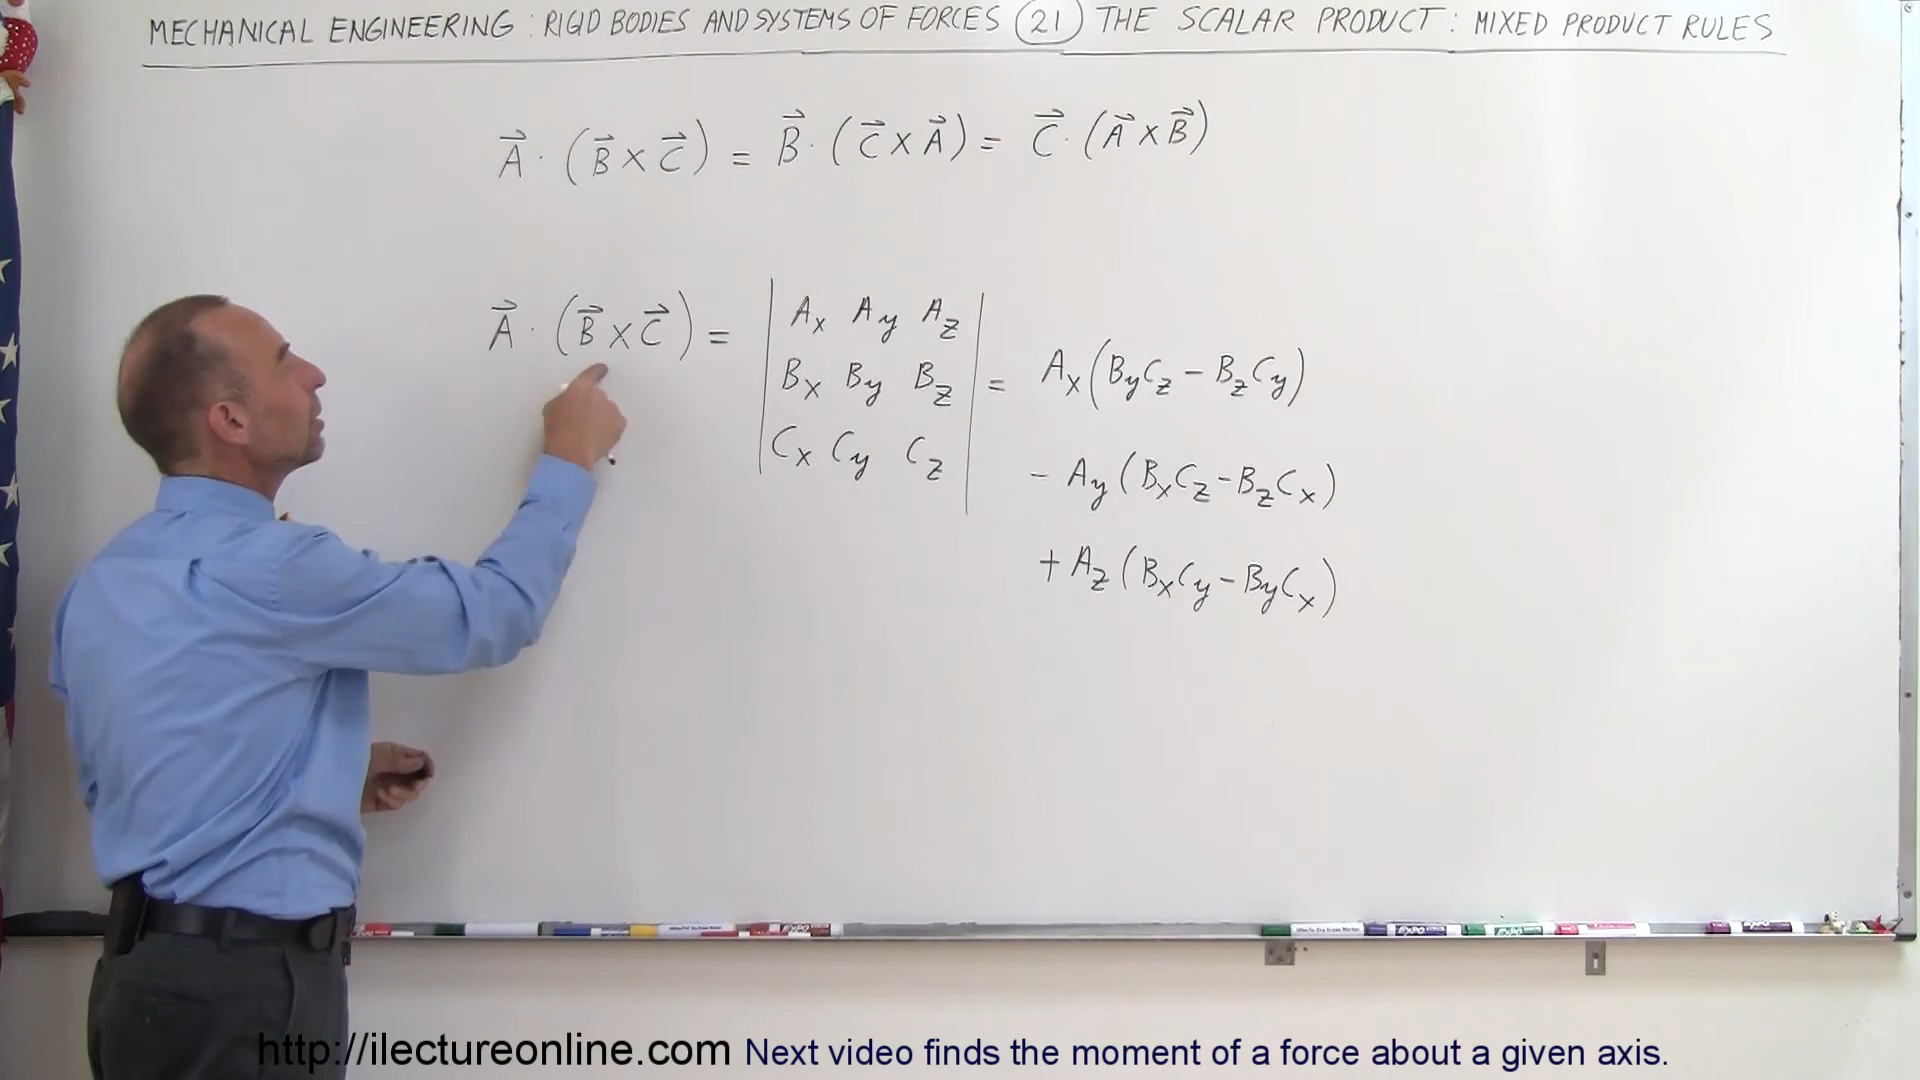 MECHANICAL ENGINEERING: RIGID BODIES AND SYSTEMS OF FORCES (21) THE SCALAR PRODUCT: MIXED PRODUCT RULES
A⃗ · (B⃗ × C⃗) = B⃗ · (C⃗ × A⃗) = C⃗ · (A⃗ × B⃗)
A⃗ · (B⃗ × C⃗) = | Ax Ay Az |
| Bx By Bz | = Ax(ByCz - BzCy)
| Cx Cy Cz |
- Ay(BxCz - BzCx)
+ Az(BxCy - ByCx)
http://ilectureonline.com Next video finds the moment of a force about a given axis.